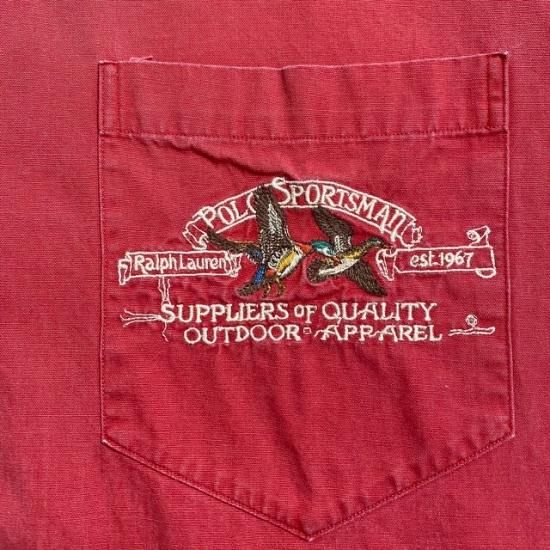 POLO SPORTSMAN
Ralph Lauren est. 1967
SUPPLIERS OF QUALITY
OUTDOOR APPAREL